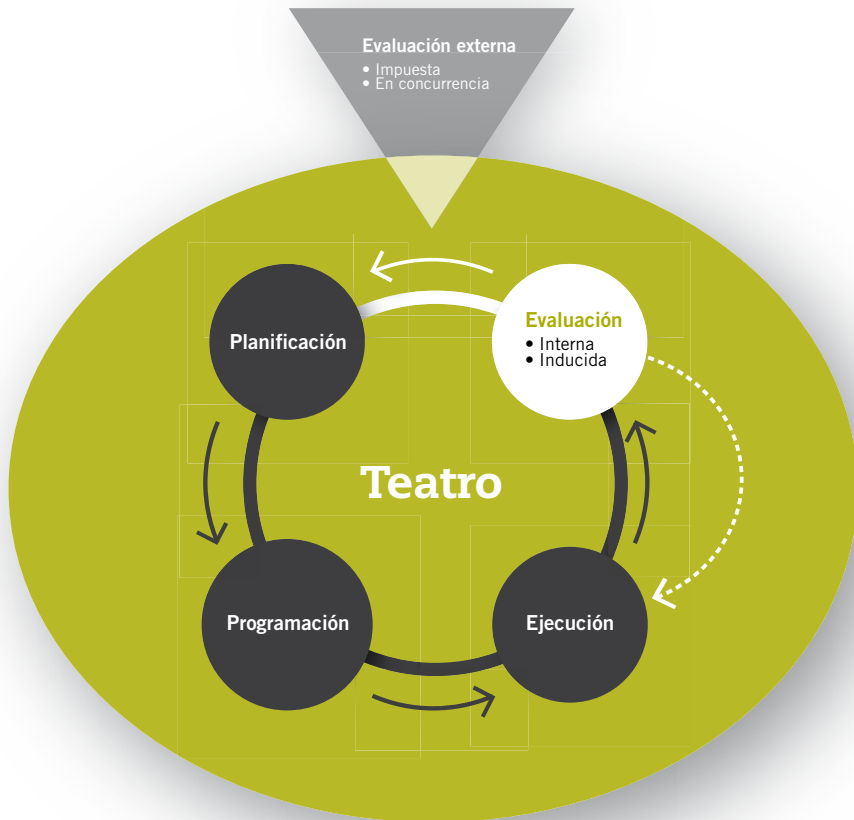 Evaluación externa
• Impuesta
• En concurrencia
Planificación
Evaluación
• Interna
• Inducida
Teatro
Programación
Ejecución